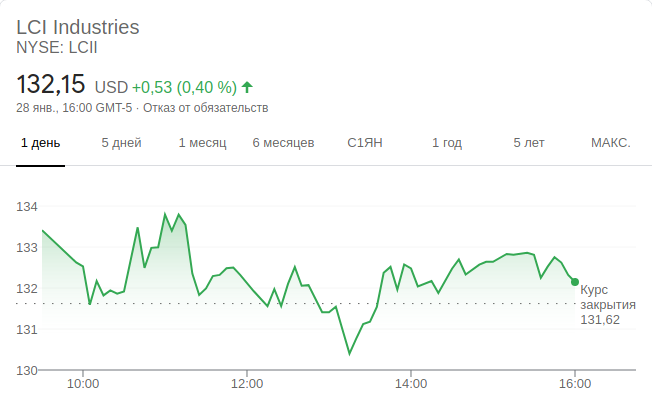 LCI Industries
NYSE: LCII
132,15 USD +0,53 (0,40 %)
28 янв., 16:00 GMT-5 · Отказ от обязательств
1 день 5 дней 1 месяц 6 месяцев С1ЯН 1 год 5 лет МАКС.
134
133
132
131
130
Курс
закрытия
131,62
10:00 12:00 14:00 16:00